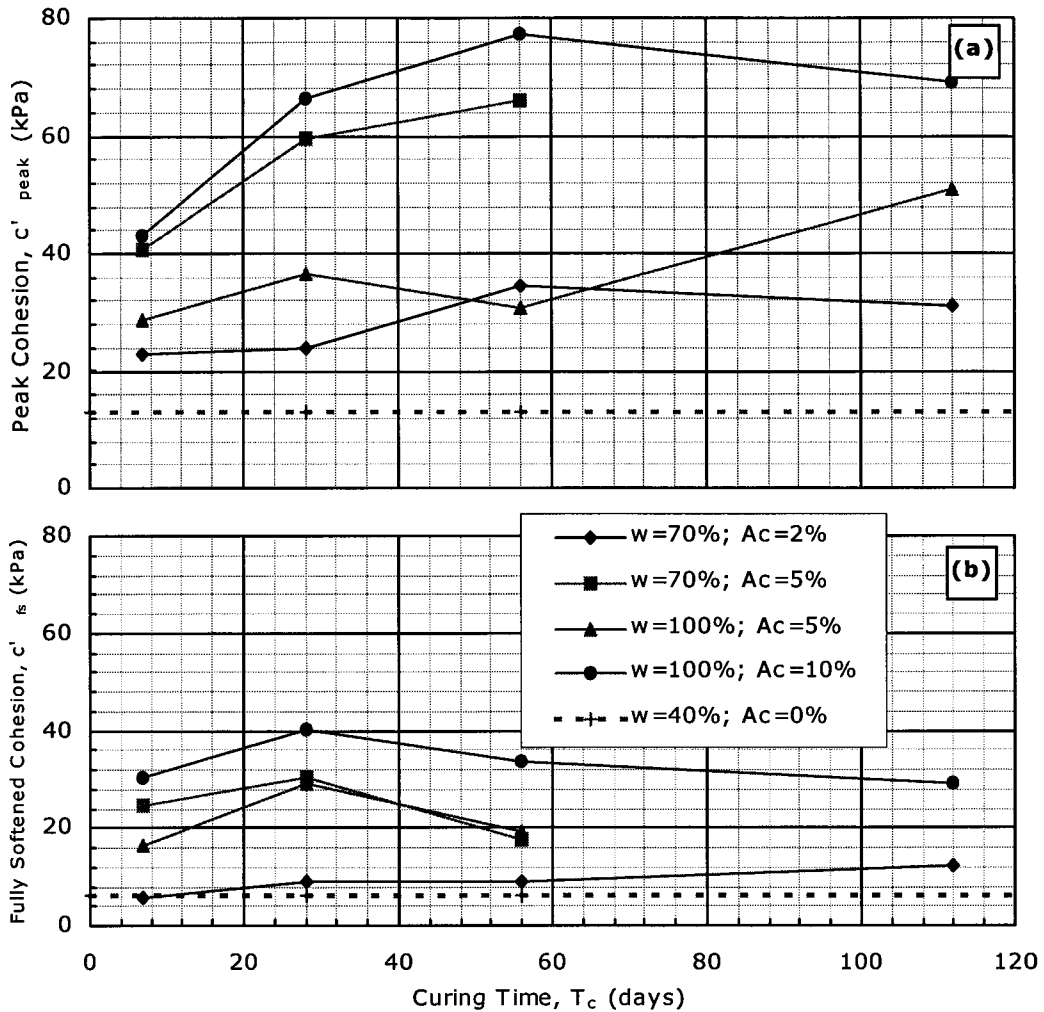 80
60
40
20
0
Peak Cohesion, c' peak (kPa)
(a)
80
60
40
20
0
Fully Softened Cohesion, c' fs (kPa)
(b)
w=70%; Ac=2%
w=70%; Ac=5%
w=100%; Ac=5%
w=100%; Ac=10%
w=40%; Ac=0%
0 20 40 60 80 100 120
Curing Time, Tc (days)